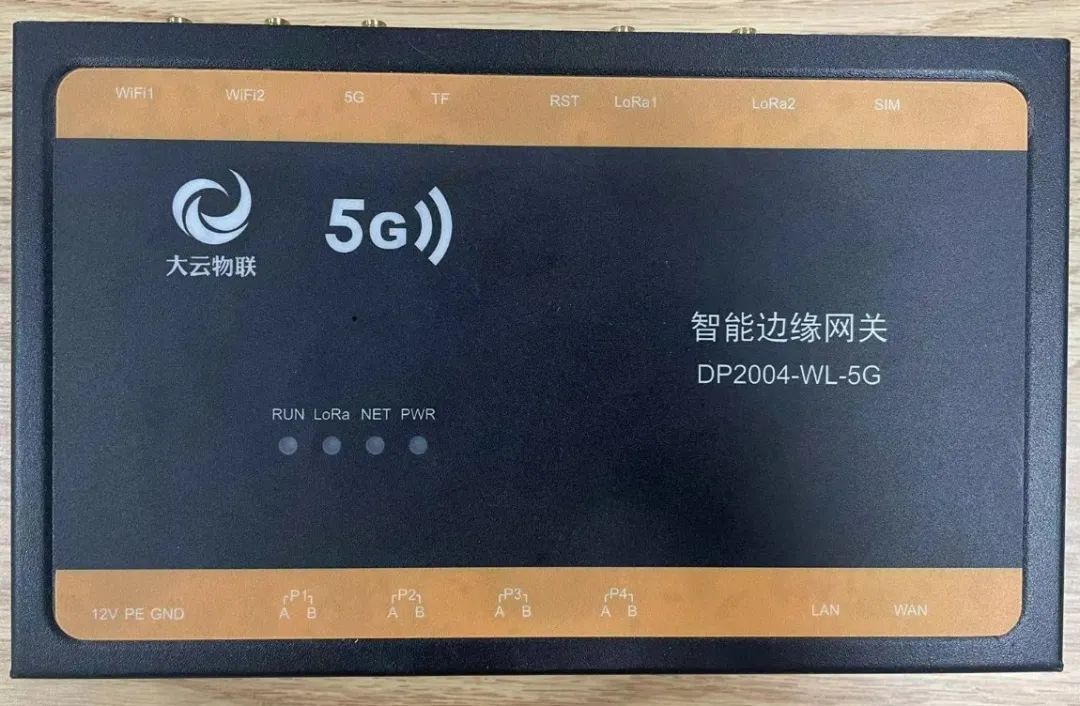 WiFi1 WiFi2 5G TF RST LoRa1 LoRa2 SIM
大云物联
5G
智能边缘网关
DP2004-WL-5G
RUN LoRa NET PWR
P1 P2 P3 P4
12V PE GND A B A B A B A B LAN WAN